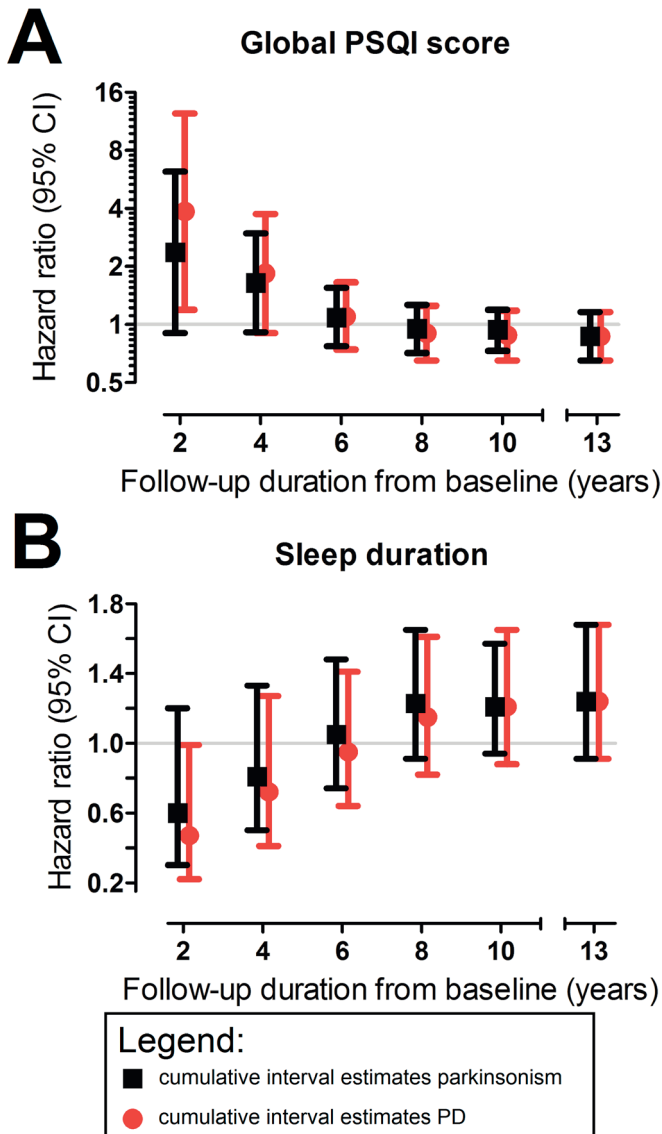 A
Global PSQI score
Hazard ratio (95% CI)
16
8
4
2
1
0.5
2 4 6 8 10 13
Follow-up duration from baseline (years)
B
Sleep duration
Hazard ratio (95% CI)
1.8
1.4
1.0
0.6
0.2
2 4 6 8 10 13
Follow-up duration from baseline (years)
Legend:
cumulative interval estimates parkinsonism
cumulative interval estimates PD